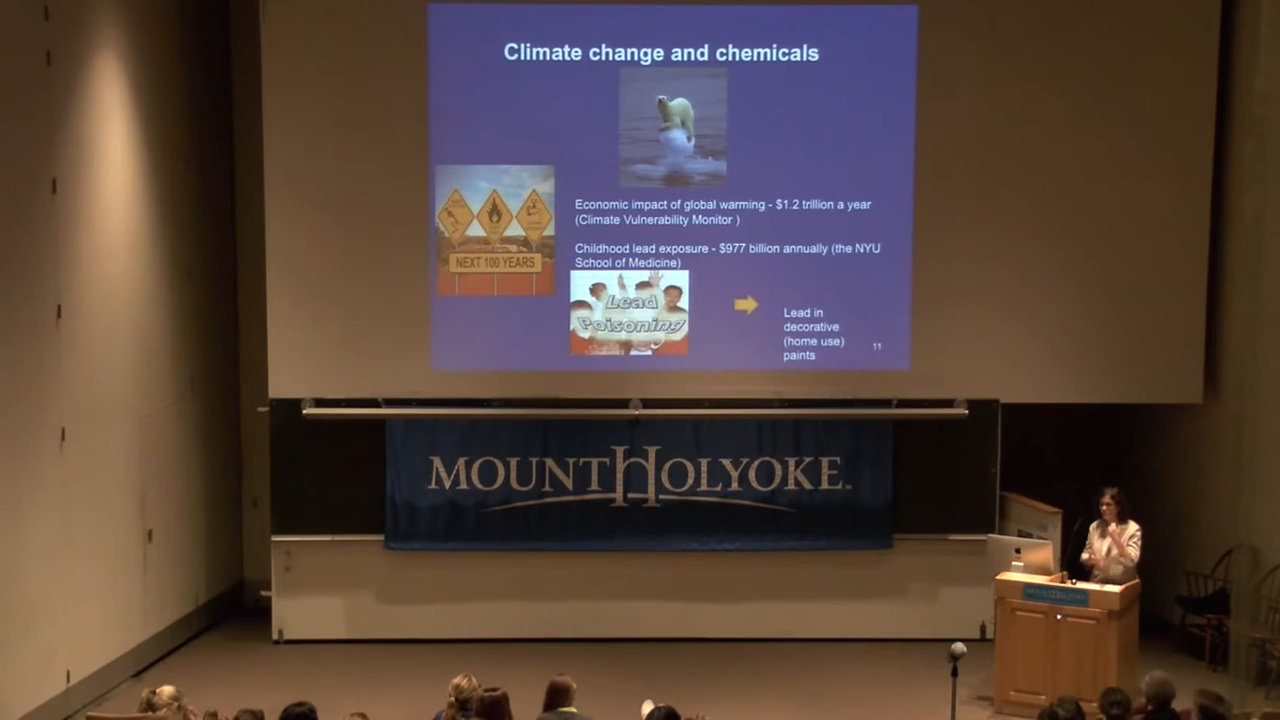 Climate change and chemicals
Economic impact of global warming - $1.2 trillion a year
(Climate Vulnerability Monitor )
Childhood lead exposure - $977 billion annually (the NYU
School of Medicine)
NEXT 100 YEARS
Lead
Poisoning
Lead in
decorative
(home use)
paints
11
MOUNT HOLYOKE
MOUNT HOLYOKE